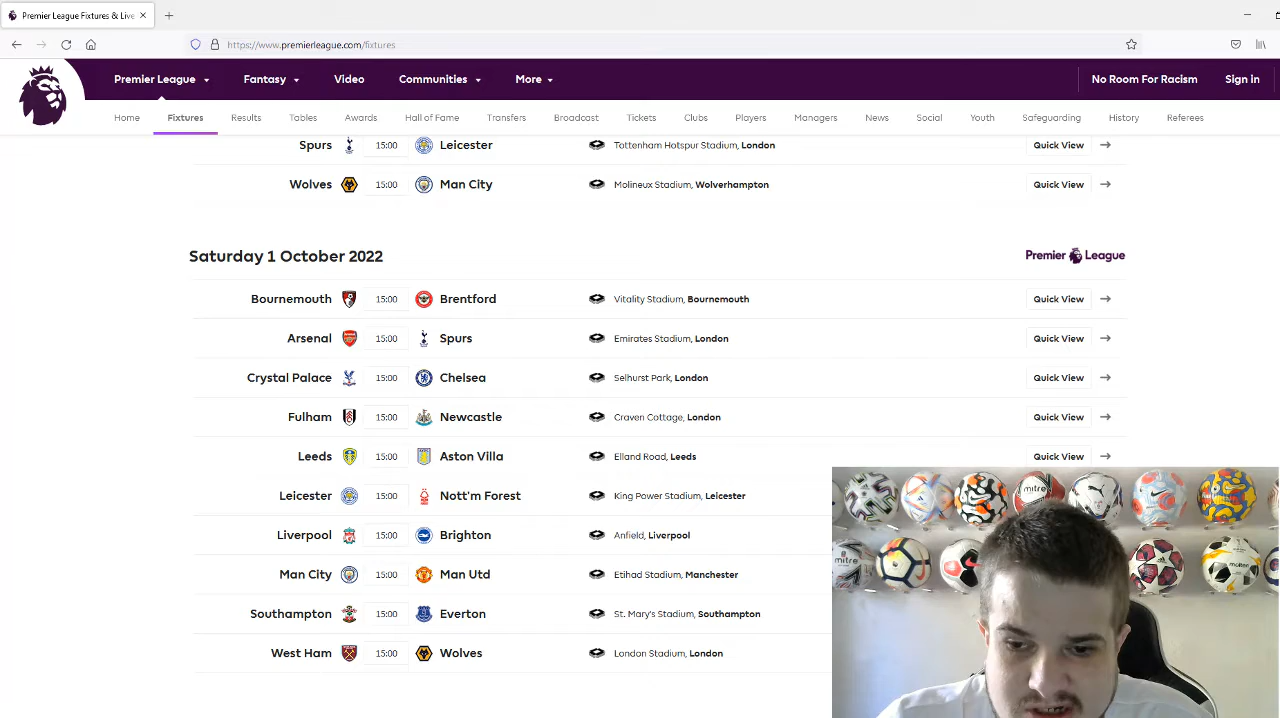 Premier League Fixtures & Live
https://www.premierleague.com/fixtures
Premier League Fantasy Video Communities More No Room For Racism Sign in
Home Fixtures Results Tables Awards Hall of Fame Transfers Broadcast Tickets Clubs Players Managers News Social Youth Safeguarding History Referees
Spurs 15:00 Leicester Tottenham Hotspur Stadium, London Quick View
Wolves 15:00 Man City Molineux Stadium, Wolverhampton Quick View
Saturday 1 October 2022 Premier League
Bournemouth 15:00 Brentford Vitality Stadium, Bournemouth Quick View
Arsenal 15:00 Spurs Emirates Stadium, London Quick View
Crystal Palace 15:00 Chelsea Selhurst Park, London Quick View
Fulham 15:00 Newcastle Craven Cottage, London Quick View
Leeds 15:00 Aston Villa Elland Road, Leeds Quick View
Leicester 15:00 Nott'm Forest King Power Stadium, Leicester
Liverpool 15:00 Brighton Anfield, Liverpool
Man City 15:00 Man Utd Etihad Stadium, Manchester
Southampton 15:00 Everton St. Mary's Stadium, Southampton
West Ham 15:00 Wolves London Stadium, London
mitre
mitre
molten